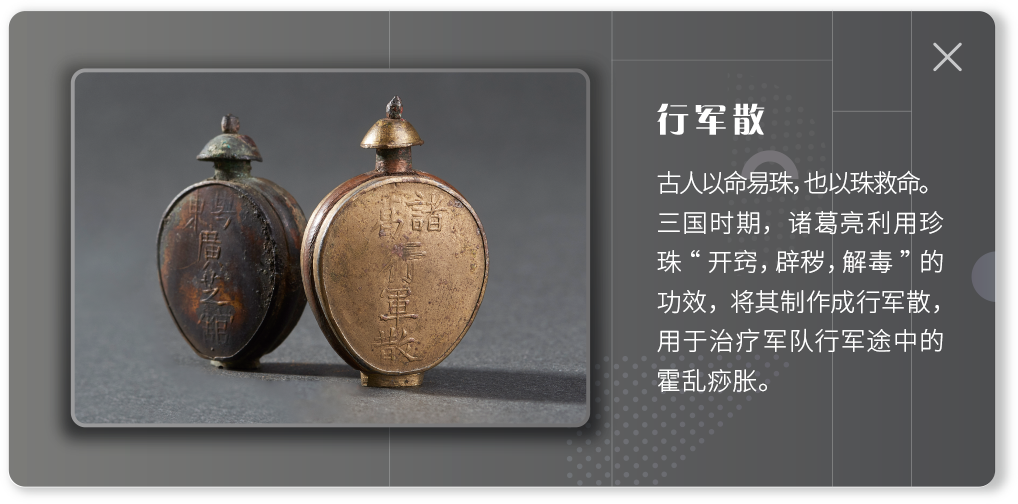 行军散
古人以命易珠，也以珠救命。
三国时期，诸葛亮利用珍
珠“开窍，辟秽，解毒”的
功效，将其制作成行军散，
用于治疗军队行军途中的
霍乱痧胀。
諸
葛
行
軍
散
廣
芝
館